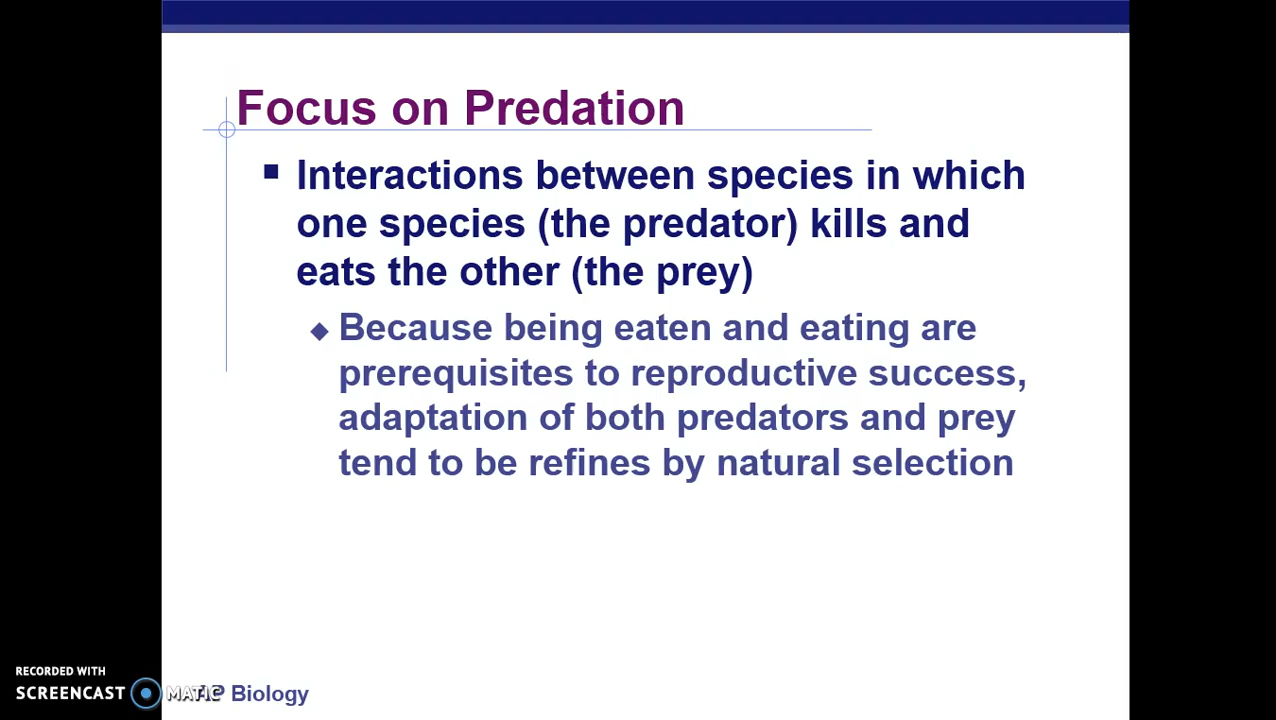 Focus on Predation
Interactions between species in which
one species (the predator) kills and
eats the other (the prey)
Because being eaten and eating are
prerequisites to reproductive success,
adaptation of both predators and prey
tend to be refines by natural selection
RECORDED WITH
SCREENCAST MATIC
Biology